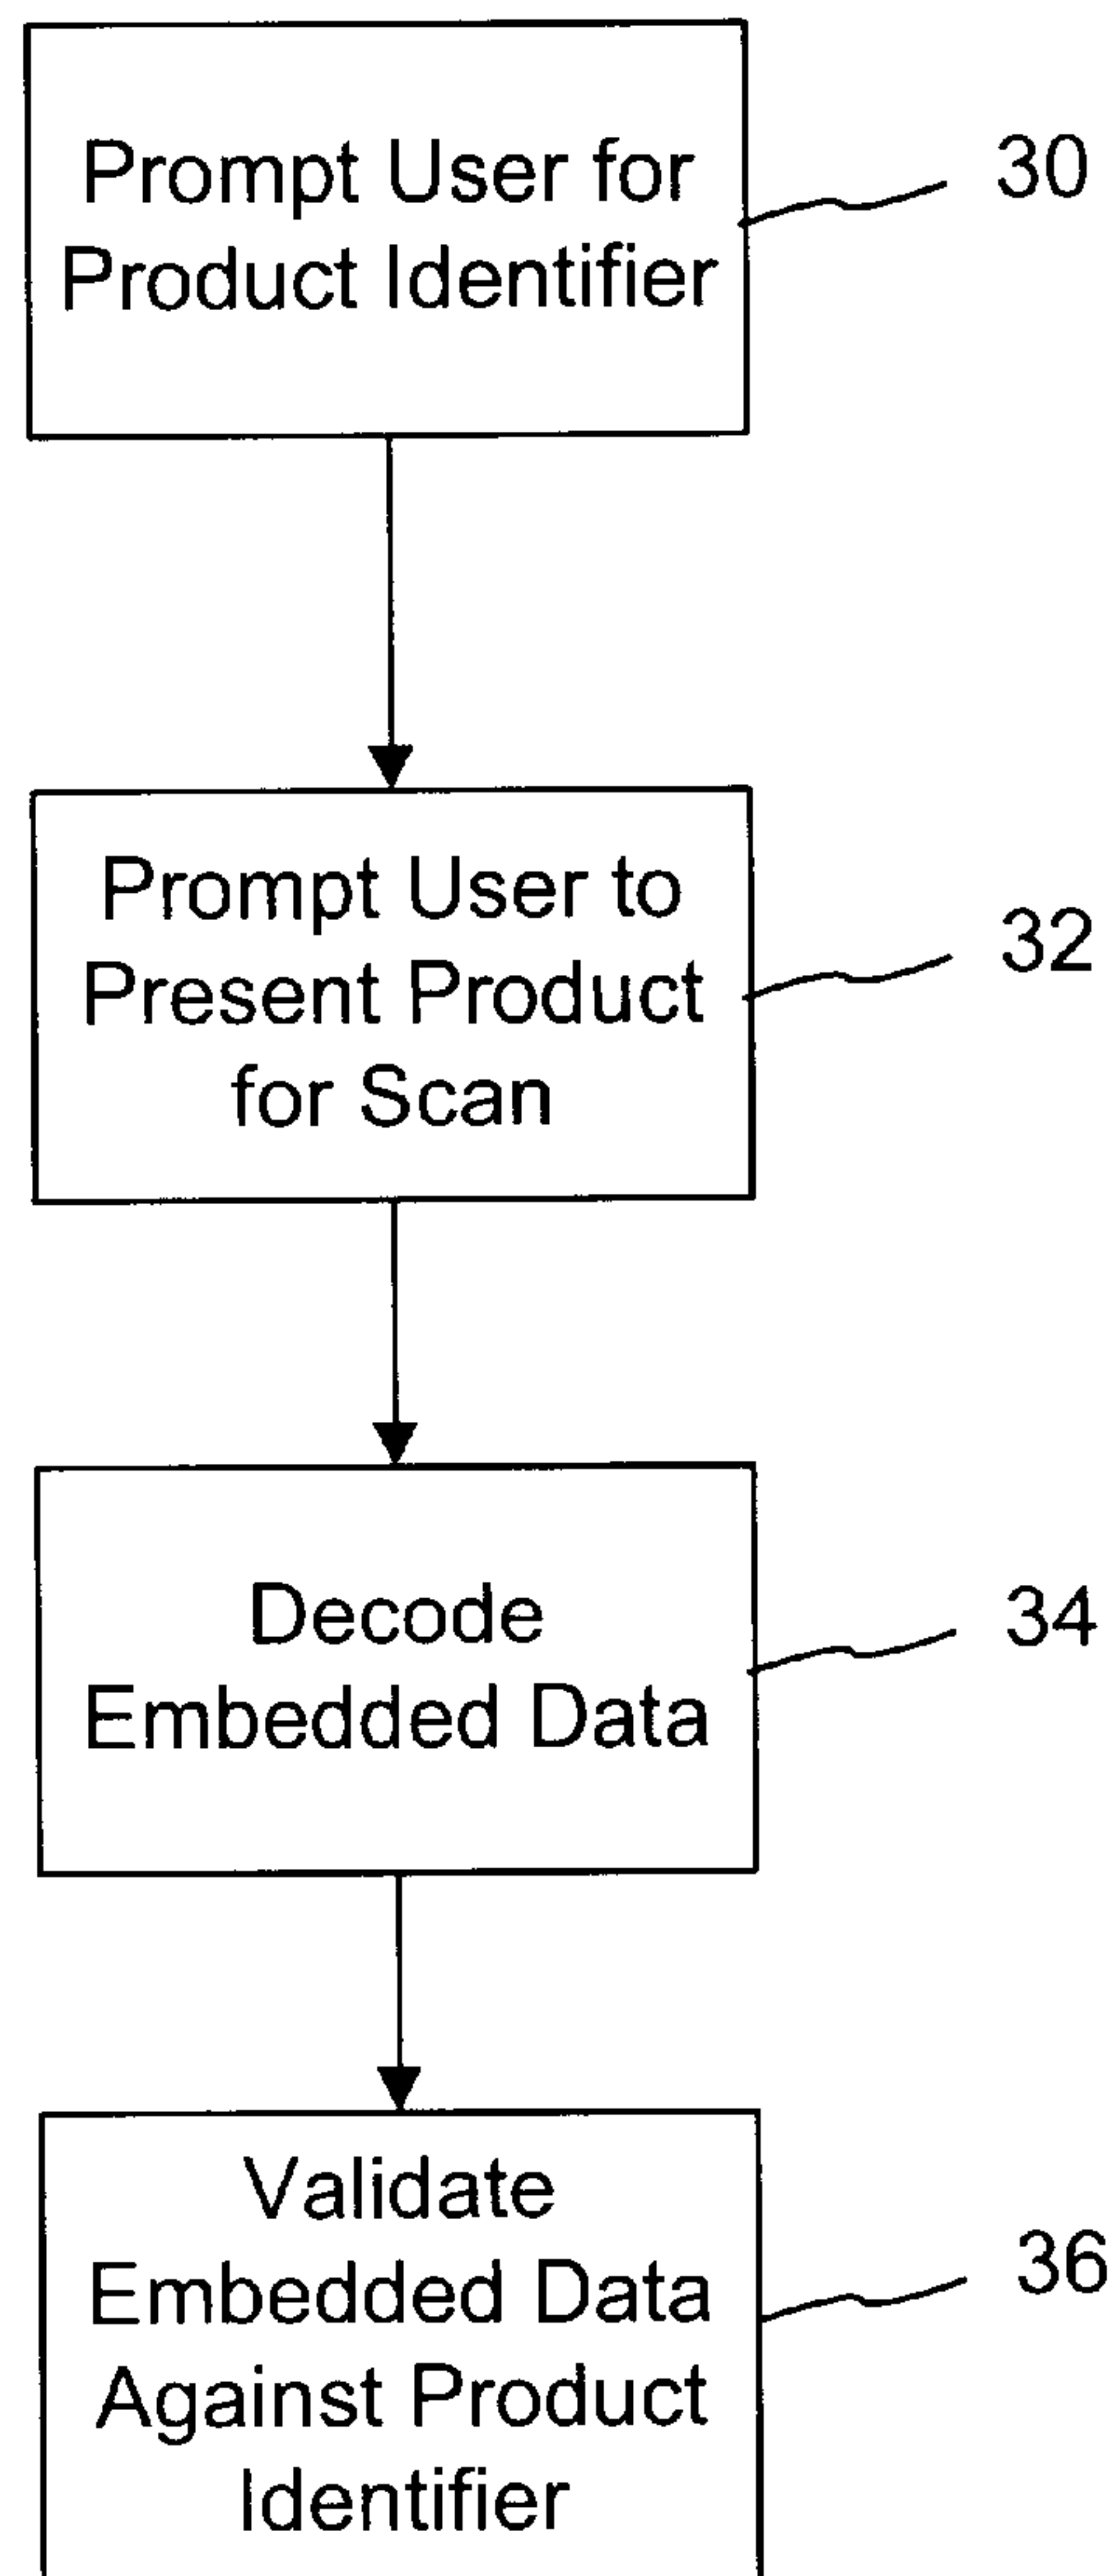 Prompt User for
Product Identifier
30
Prompt User to
Present Product
for Scan
32
Decode
Embedded Data
34
Validate
Embedded Data
Against Product
Identifier
36